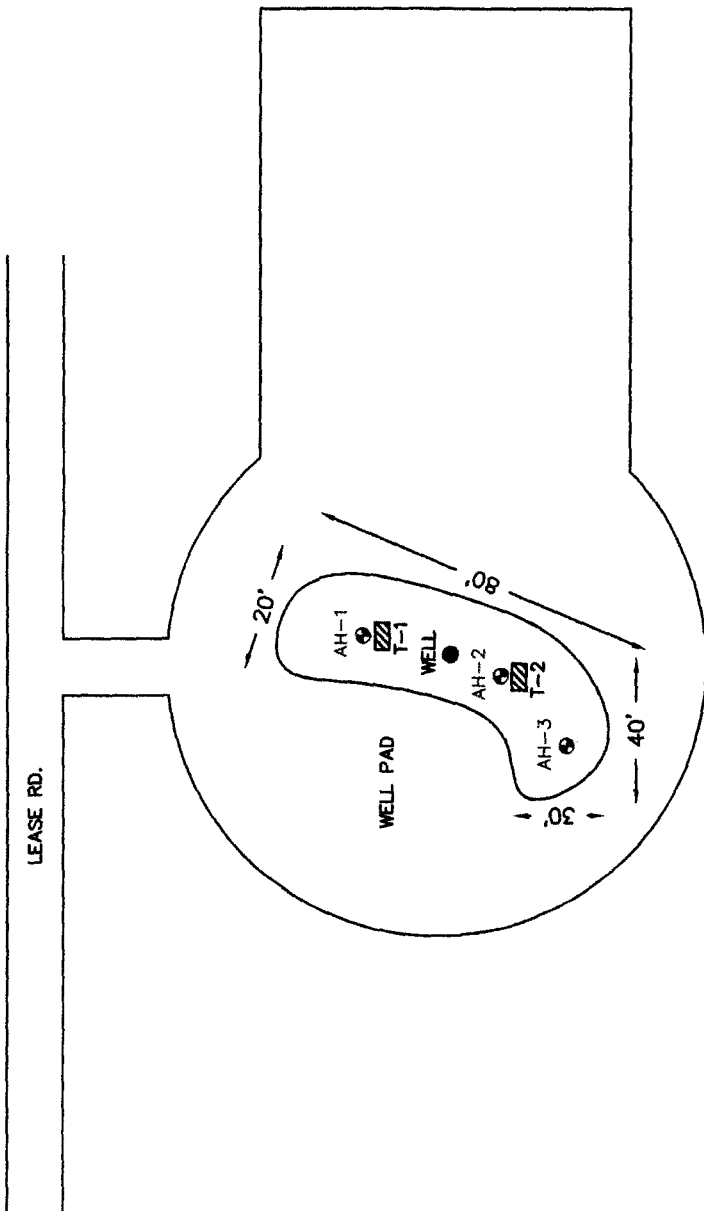 LEASE RD.
20'
80'
AH-1
T-1
WELL
AH-2
T-2
AH-3
WELL PAD
30'
40'